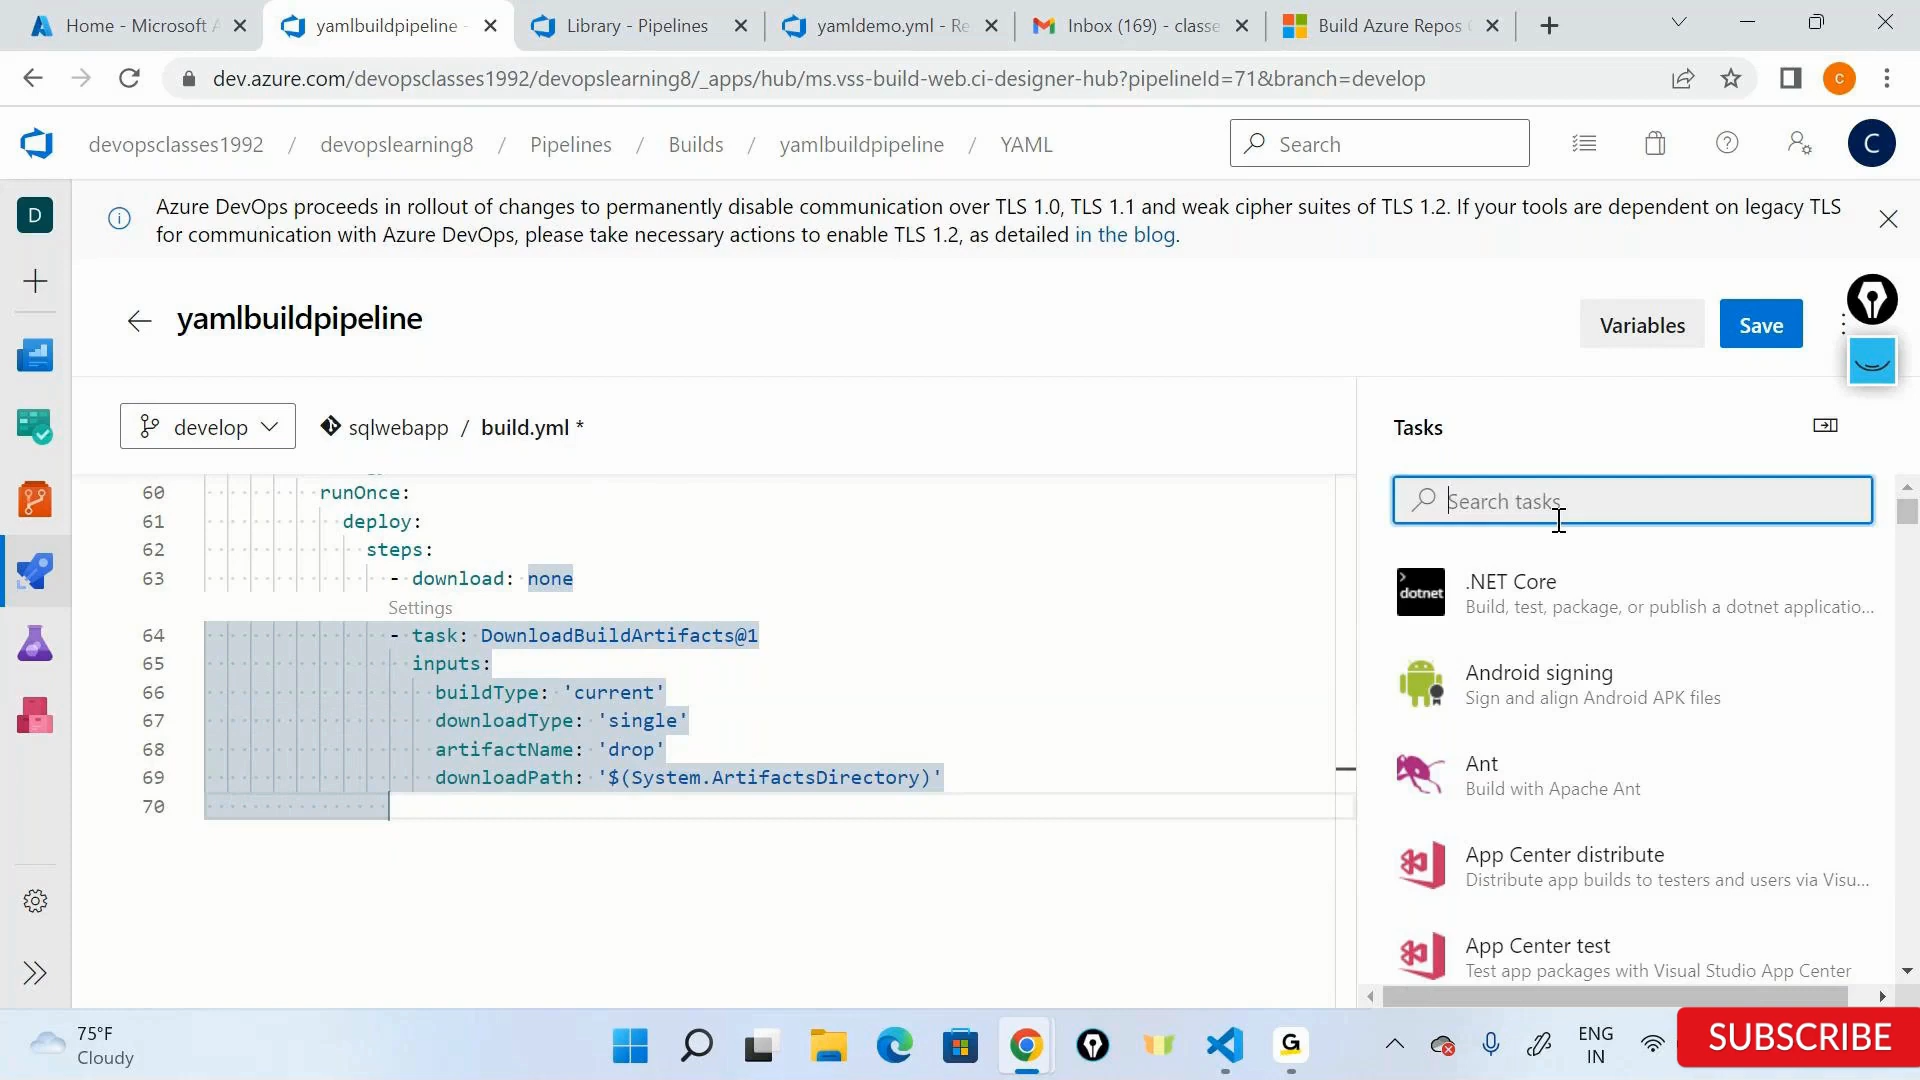 Home - Microsoft A
yamlbuildpipeline -
Library - Pipelines
yamldemo.yml - Re
Inbox (169) - classe
Build Azure Repos G
dev.azure.com/devopsclasses1992/devopslearning8/_apps/hub/ms.vss-build-web.ci-designer-hub?pipelineId=71&branch=develop
c
devopsclasses1992 / devopslearning8 / Pipelines / Builds / yamlbuildpipeline / YAML
Search
C
D
Azure DevOps proceeds in rollout of changes to permanently disable communication over TLS 1.0, TLS 1.1 and weak cipher suites of TLS 1.2. If your tools are dependent on legacy TLS
for communication with Azure DevOps, please take necessary actions to enable TLS 1.2, as detailed in the blog.
yamlbuildpipeline
Variables
Save
develop
sqlwebapp / build.yml *
60 runOnce:
61 deploy:
62 steps:
63 - download: none
Settings
64 - task: DownloadBuildArtifacts@1
65 inputs:
66 buildType: 'current'
67 downloadType: 'single'
68 artifactName: 'drop'
69 downloadPath: '$(System.ArtifactsDirectory)'
70
Tasks
Search tasks
dotnet
.NET Core
Build, test, package, or publish a dotnet applicatio...
Android signing
Sign and align Android APK files
Ant
Build with Apache Ant
App Center distribute
Distribute app builds to testers and users via Visu...
App Center test
Test app packages with Visual Studio App Center
75°F
Cloudy
G
ENG
IN
SUBSCRIBE